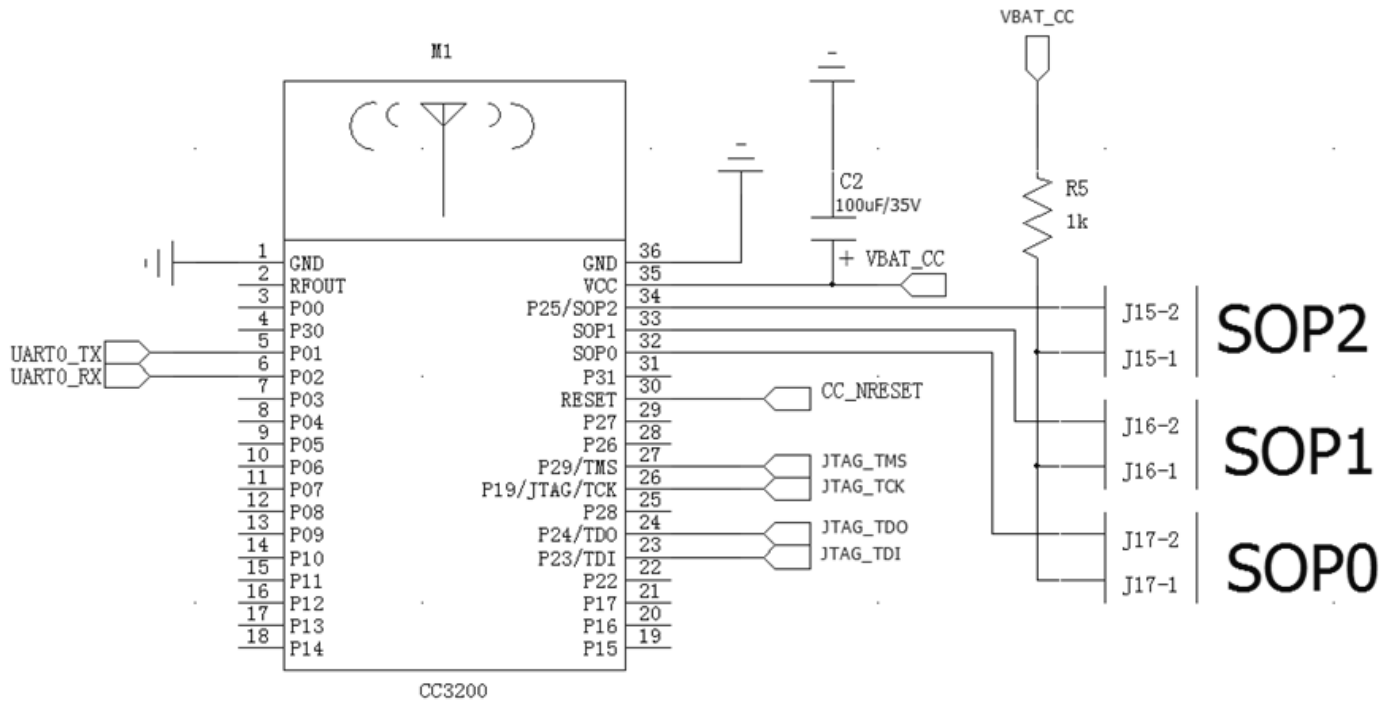 VBAT_CC
M1
C2
100uF/35V
R5
1k
+ VBAT_CC
1 GND
2 RFOUT
3 P00
4 P30
UART0_TX 5 P01
UART0_RX 6 P02
7 P03
8 P04
9 P05
10 P06
11 P07
12 P08
13 P09
14 P10
15 P11
16 P12
17 P13
18 P14
GND 36
VCC 35
P25/SOP2 34
SOP1 33
SOP0 32
P31 31
RESET 30 CC_NRESET
P27 29
P26 28
P29/TMS 27 JTAG_TMS
P19/JTAG/TCK 26 JTAG_TCK
P28 25
P24/TDO 24 JTAG_TDO
P23/TDI 23 JTAG_TDI
P22 22
P17 21
P16 20
P15 19
CC3200
J15-2
J15-1
SOP2
J16-2
J16-1
SOP1
J17-2
J17-1
SOP0